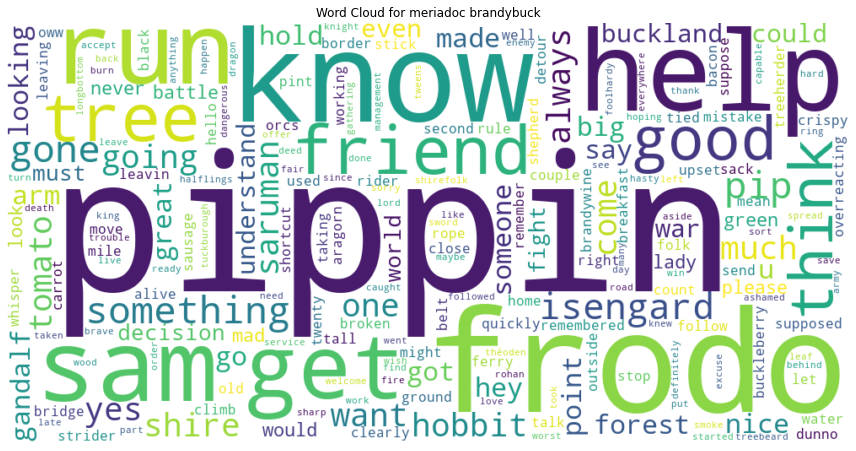 Word Cloud for meriadoc brandybuck
looking
oww
leaving
run
black
accept
back
burn
knight
border
anything
happen
stick
hold
even
well
enemy
dragon
know
made
pint
tweens
detour
always
foolhardy
buckland
bacon
suppose
everywhere
could
treeherder
capable
help
longbottom
never
battle
hello
dangerous
gathering
working
management
second
rule
shepherd
hoping
thank
tied
mistake
hard
crispy
ring
tree
gone
going
leave
must
leavin
orcs
offer
friend
big
say
good
upset
sack
overreacting
turn
halflings
understand
deed
done
fair
used
since
sorry
rider
shirefolk
couple
see
hasty
left
mean
look
arm
death
king
move
trouble
mile
live
great
sausage
ready
tuckburough
saruman
shortcut
taking
aragorn
lord
world
rope
close
sword
like
maybe
someone
remember
fight
brandywine
breakfast
come
right
folk
many
day
pip
war
lady
win
aside
green
spread
sort
save
think
army
whisper
tomato
carrot
pippin
much
u
send
please
road
count
ashamed
taken
brave
alive
something
need
one
twenty
belt
followed
home
isengard
knew
follow
supposed
gandalf
wood
order
decision
mad
service
broken
tall
went
théoden
quickly
remembered
buckleberry
leaf
behind
let
sam
go
old
welcome
wish
find
fire
rohan
might
got
ferry
hey
frodo
point
outside
stop
definitely
put
excuse
yes
bridge
late
part
strider
climb
shire
would
get
sharp
work
love
ground
want
clearly
hobbit
talk
worst
took
treebeard
forest
smoke
started
nice
water
dunno